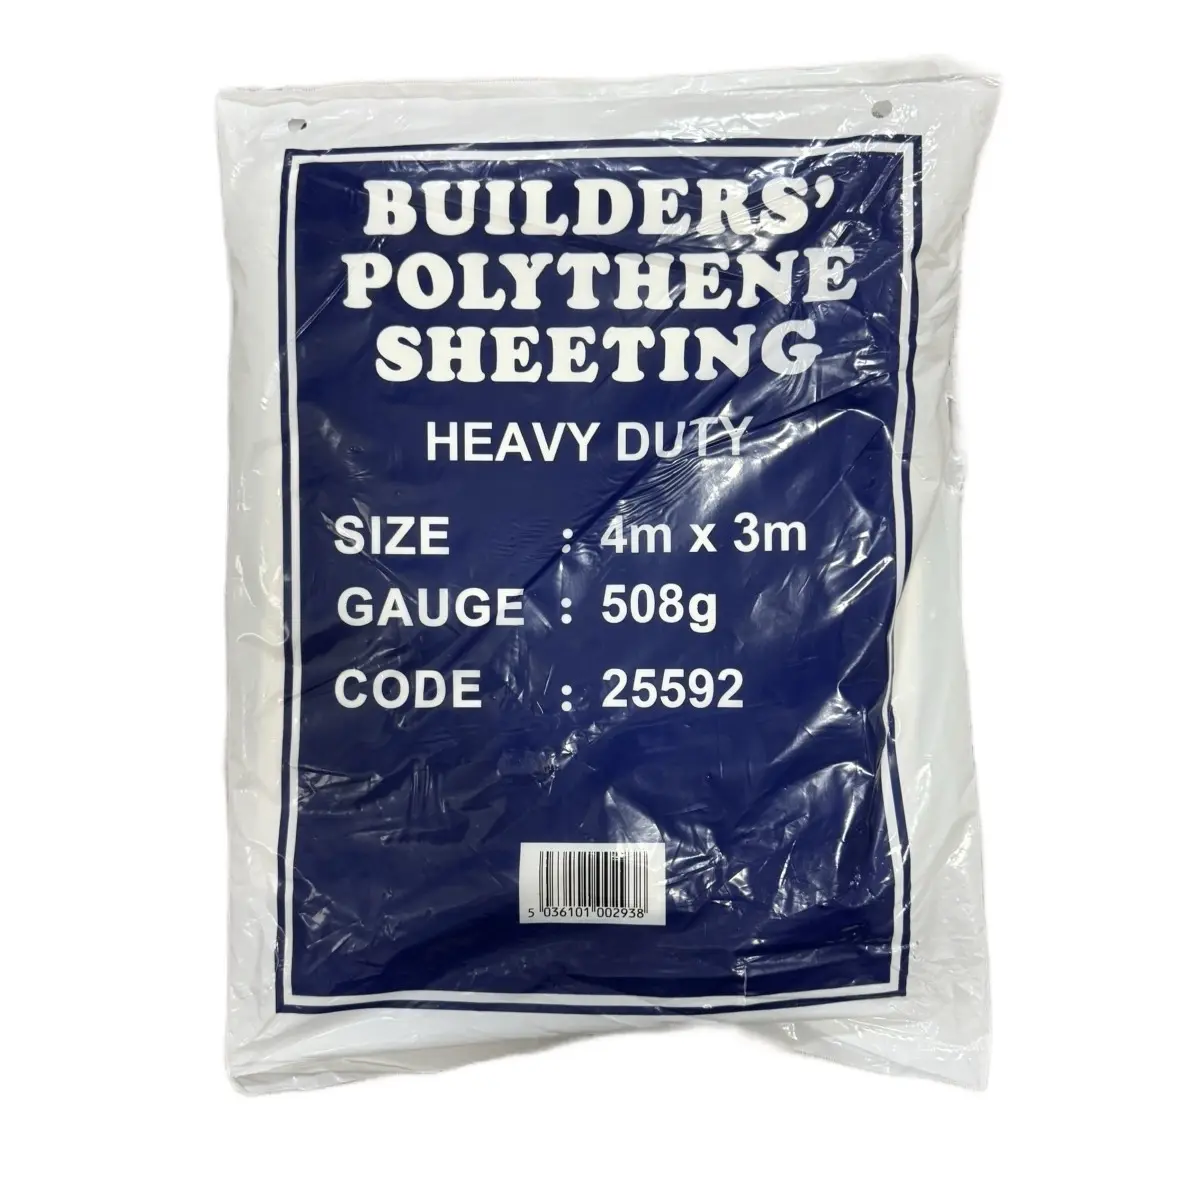 BUILDERS'
POLYTHENE
SHEETING
HEAVY DUTY
SIZE : 4m x 3m
GAUGE : 508g
CODE : 25592
5 036101 002938